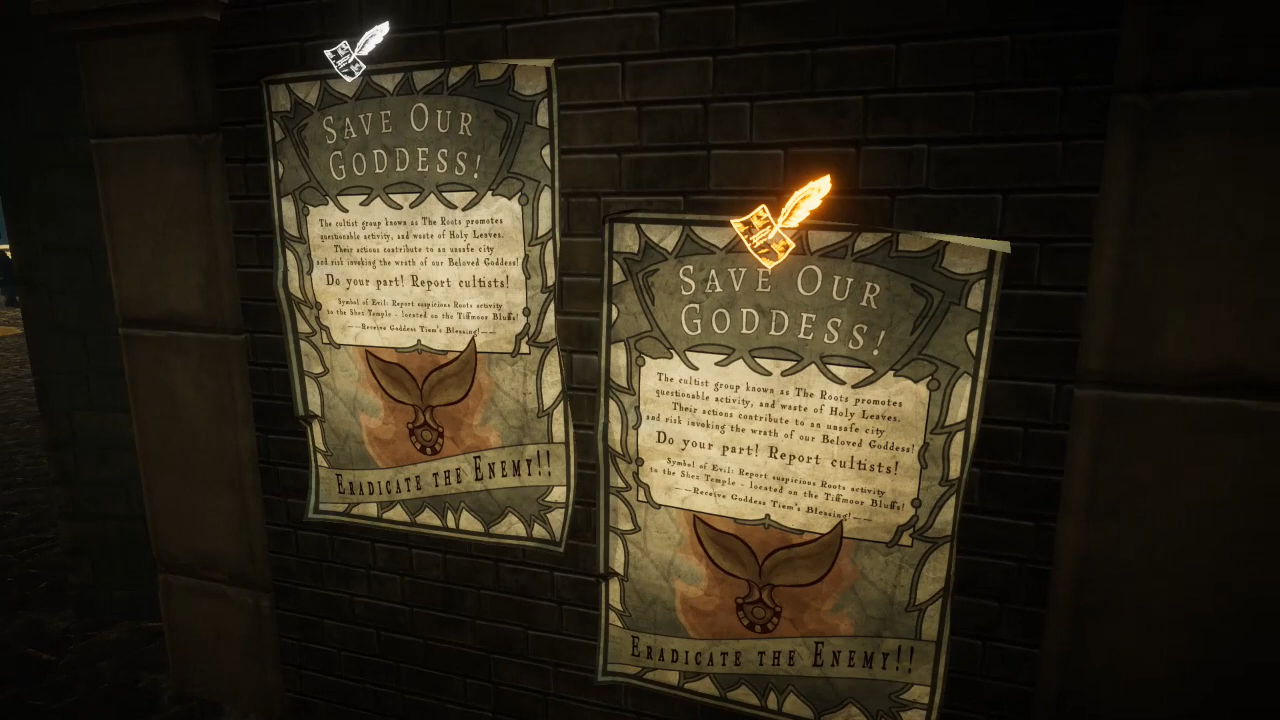 SAVE OUR
GODDESS!
The cultist group known as The Roots promotes
questionable activity, and waste of Holy Leaves.
Their actions contribute to an unsafe city
and risk invoking the wrath of our Beloved Goddess!
Do your part! Report cultists!
Symbol of Evil: Report suspicious Roots activity
to the Shez Temple - located on the Tiffmoor Bluffs!
——Receive Goddess Tiem's Blessing!——
ERADICATE THE ENEMY!!
SAVE OUR
GODDESS!
The cultist group known as The Roots promotes
questionable activity, and waste of Holy Leaves.
Their actions contribute to an unsafe city
and risk invoking the wrath of our Beloved Goddess!
Do your part! Report cultists!
Symbol of Evil: Report suspicious Roots activity
to the Shez Temple - located on the Tiffmoor Bluffs!
——Receive Goddess Tiem's Blessing!——
ERADICATE THE ENEMY!!